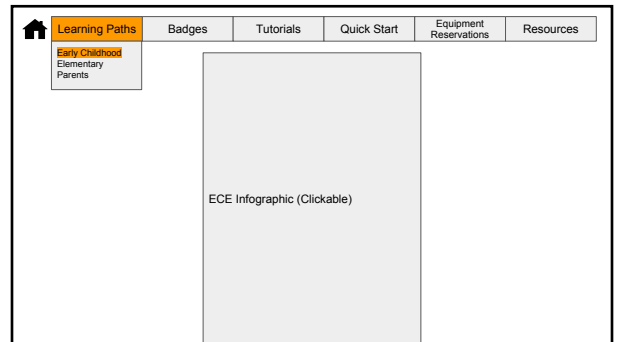 Learning Paths
Badges
Tutorials
Quick Start
Equipment
Reservations
Resources
Early Childhood
Elementary
Parents
ECE Infographic (Clickable)